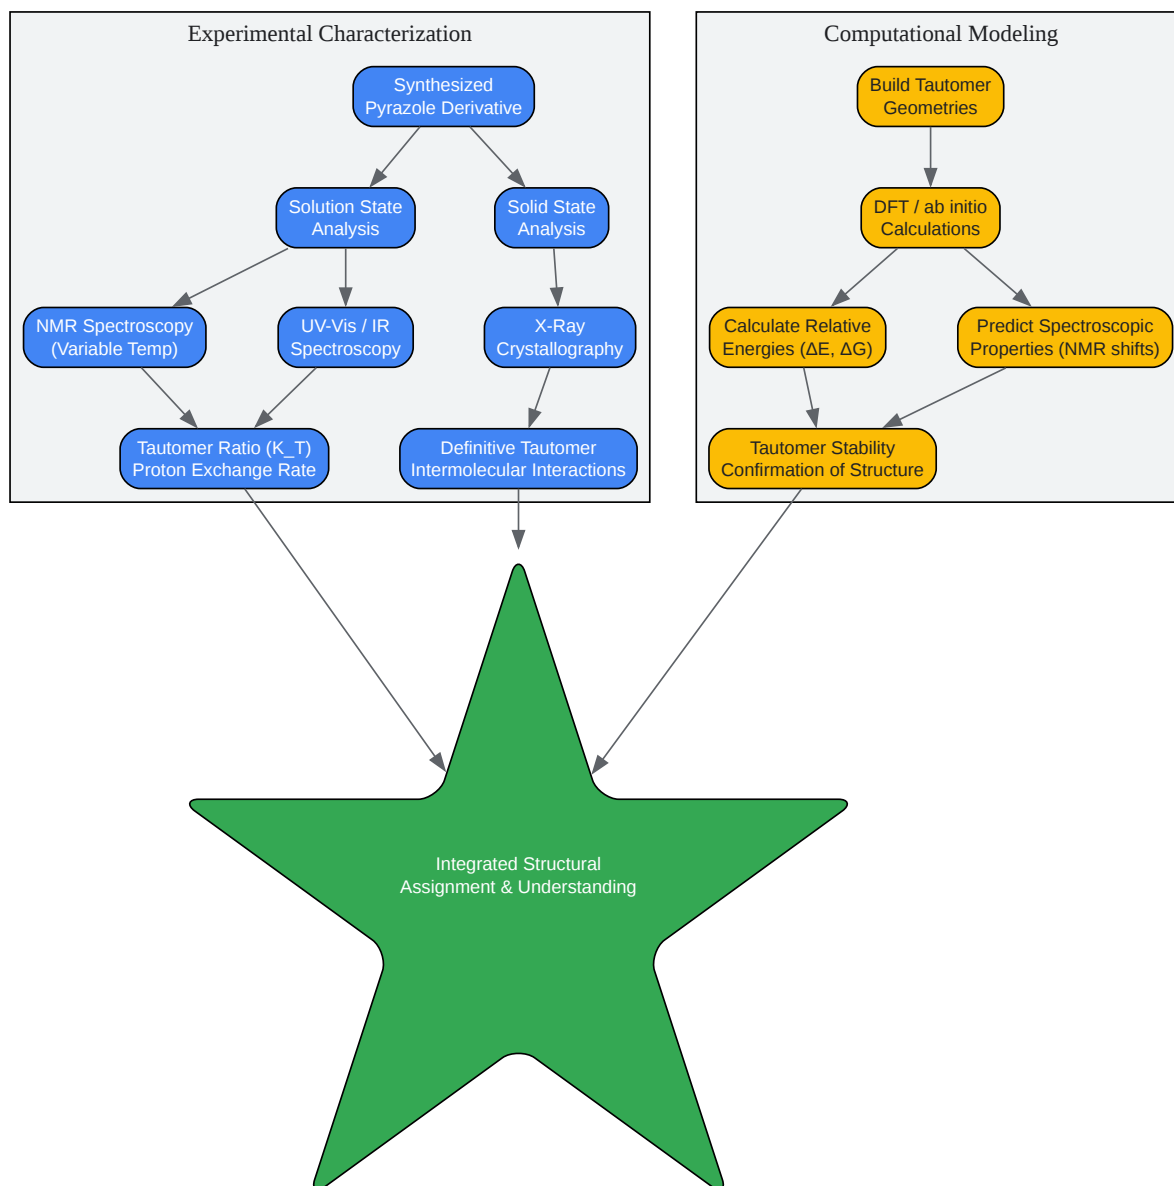 Experimental Characterization
Synthesized
Pyrazole Derivative
Solution State
Analysis
Solid State
Analysis
NMR Spectroscopy
(Variable Temp)
UV-Vis / IR
Spectroscopy
X-Ray
Crystallography
Tautomer Ratio (K_T)
Proton Exchange Rate
Definitive Tautomer
Intermolecular Interactions
Computational Modeling
Build Tautomer
Geometries
DFT / ab initio
Calculations
Calculate Relative
Energies (ΔE, ΔG)
Predict Spectroscopic
Properties (NMR shifts)
Tautomer Stability
Confirmation of Structure
Integrated Structural
Assignment & Understanding